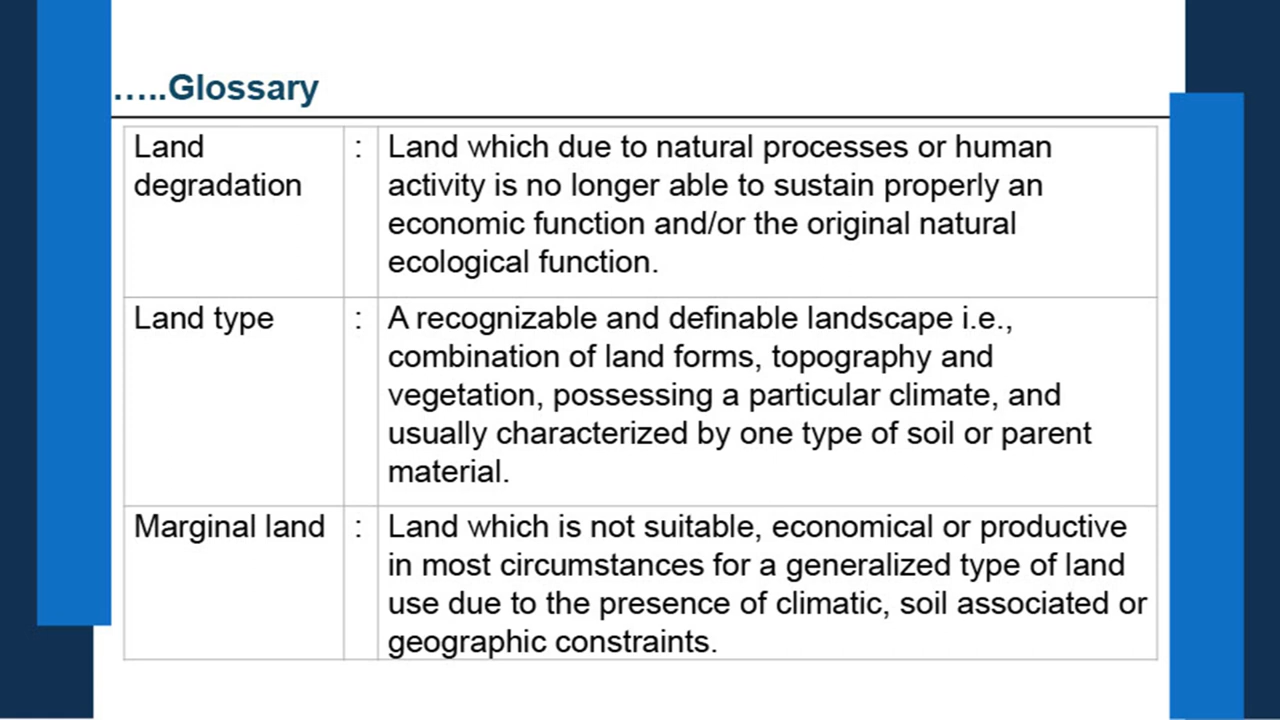 …..Glossary
Land : Land which due to natural processes or human
degradation activity is no longer able to sustain properly an
economic function and/or the original natural
ecological function.
Land type : A recognizable and definable landscape i.e.,
combination of land forms, topography and
vegetation, possessing a particular climate, and
usually characterized by one type of soil or parent
material.
Marginal land : Land which is not suitable, economical or productive
in most circumstances for a generalized type of land
use due to the presence of climatic, soil associated or
geographic constraints.